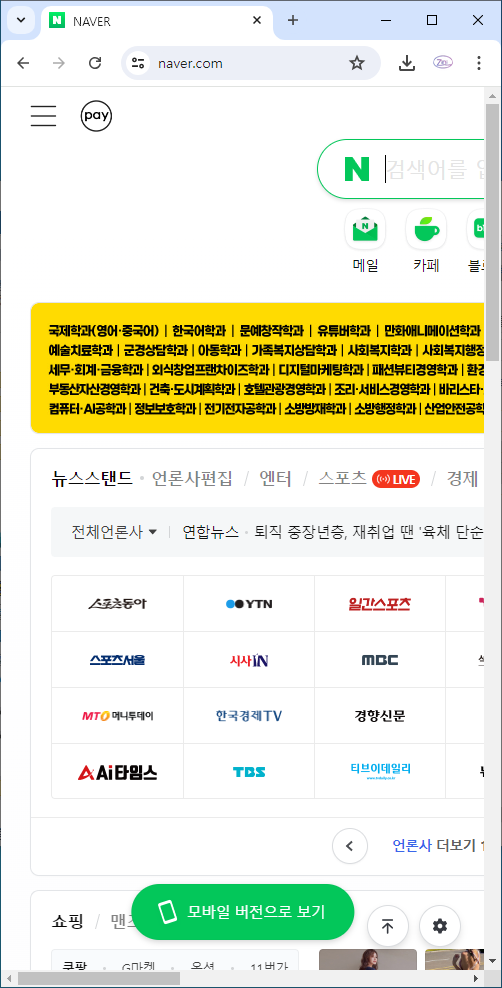 NAVER
naver.com
pay
N 검색어를 입
메일 카페
국제학과(영어·중국어) | 한국어학과 | 문예창작학과 | 유튜버학과 | 만화애니메이션학과
예술치료학과 | 군경상담학과 | 아동학과 | 가족복지상담학과 | 사회복지학과 | 사회복지행정
세무·회계·금융학과 | 외식창업프랜차이즈학과 | 디지털마케팅학과 | 패션뷰티경영학과 | 환경
부동산자산경영학과 | 건축·도시계획학과 | 호텔관광경영학과 | 조리·서비스경영학과 | 바리스타·
컴퓨터·AI공학과 | 정보보호학과 | 전기전자공학과 | 소방방재학과 | 소방행정학과 | 산업안전공학
뉴스스탠드 · 언론사편집 / 엔터 / 스포츠 LIVE / 경제
전체언론사 연합뉴스 · 퇴직 중장년층, 재취업 땐 '육체 단순
스포츠동아 YTN 일간스포츠
스포츠서울 시사IN MBC
MTO 머니투데이 한국경제TV 경향신문
Ai타임스 TBS 티브이데일리
언론사 더보기
쇼핑 / 맨즈
모바일 버전으로 보기
쿠팡 · G마켓 · 옥션 · 11번가